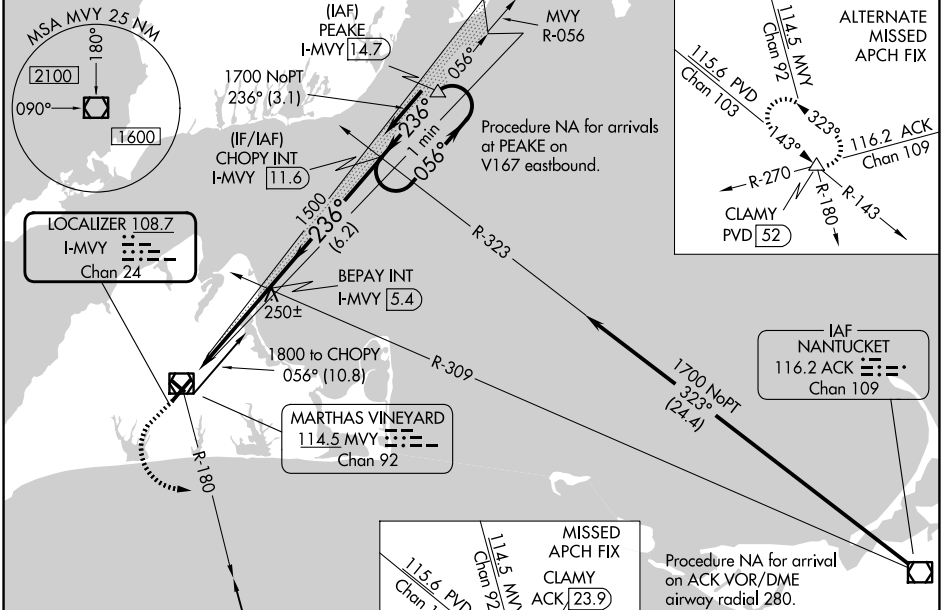 MSA MVY 25 NM
180°
2100
090°
1600
(IAF)
PEAKE
I-MVY 14.7
MVY
R-056
056°
1700 NoPT
236° (3.1)
236°
1 min
056°
(IF/IAF)
CHOPY INT
I-MVY 11.6
Procedure NA for arrivals
at PEAKE on
V167 eastbound.
ALTERNATE
MISSED
APCH FIX
114.5 MVY
Chan 92
115.6 PVD
Chan 103
323°
143°
116.2 ACK
Chan 109
R-270
R-180
R-143
CLAMY
PVD 52
LOCALIZER 108.7
I-MVY
Chan 24
1500
236°
(6.2)
R-323
BEPAY INT
I-MVY 5.4
250±
1800 to CHOPY
056° (10.8)
R-309
1700 NoPT
323°
(24.4)
IAF
NANTUCKET
116.2 ACK
Chan 109
MARTHAS VINEYARD
114.5 MVY
Chan 92
R-180
MISSED
APCH FIX
114.5 MVY
Chan 92
115.6 PVD
CLAMY
ACK 23.9
Procedure NA for arrival
on ACK VOR/DME
airway radial 280.